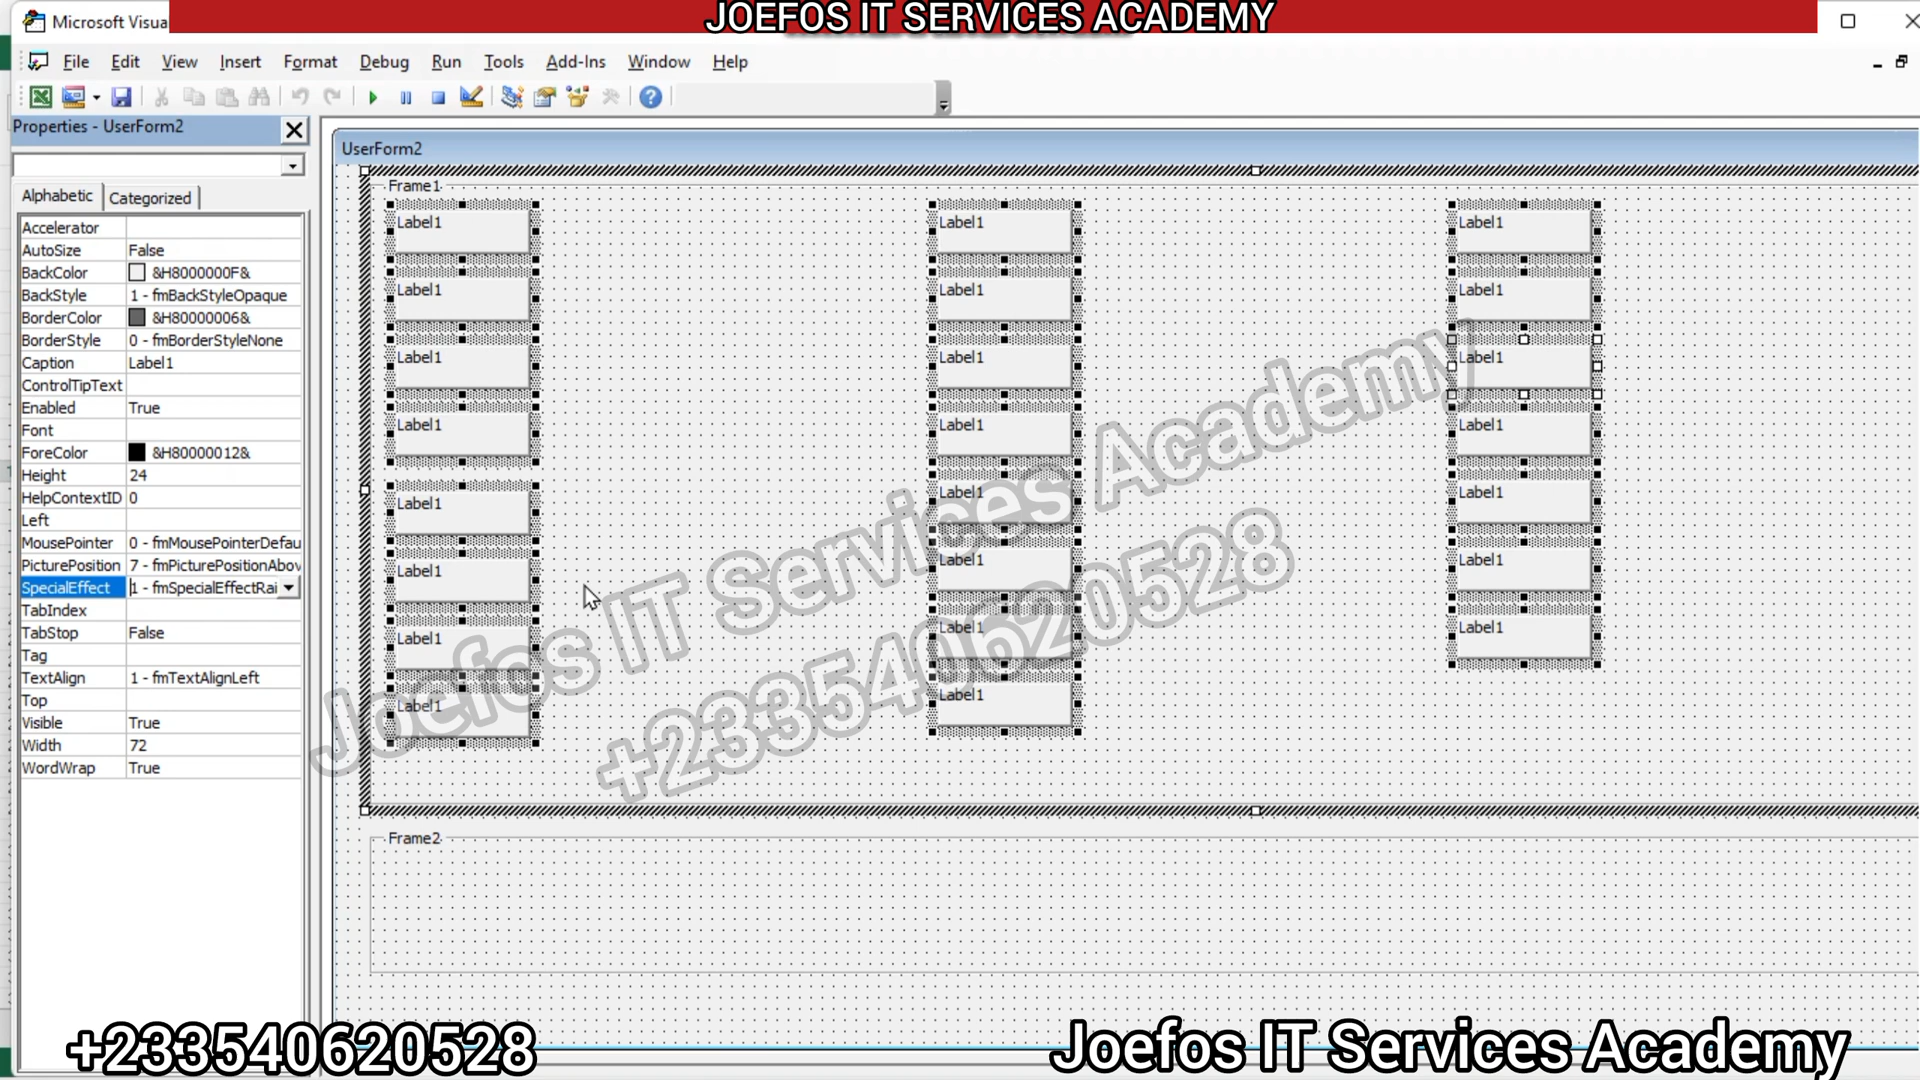 Microsoft Visua
JOEFOS IT SERVICES ACADEMY
File Edit View Insert Format Debug Run Tools Add-Ins Window Help
Properties - UserForm2
Alphabetic Categorized
Accelerator
AutoSize False
BackColor &H8000000F&
BackStyle 1 - fmBackStyleOpaque
BorderColor &H80000006&
BorderStyle 0 - fmBorderStyleNone
Caption Label1
ControlTipText
Enabled True
Font
ForeColor &H80000012&
Height 24
HelpContextID 0
Left
MousePointer 0 - fmMousePointerDefau
PicturePosition 7 - fmPicturePositionAbov
SpecialEffect 1 - fmSpecialEffectRai
TabIndex
TabStop False
Tag
TextAlign 1 - fmTextAlignLeft
Top
Visible True
Width 72
WordWrap True
UserForm2
Frame1
Label1 Label1 Label1
Label1 Label1 Label1
Label1 Label1 Label1
Label1 Label1 Label1
Label1 Label1 Label1
Label1 Label1 Label1
Label1 Label1 Label1
Label1 Label1
Joefos IT Services Academy
+233540620528
Frame2
+233540620528
Joefos IT Services Academy